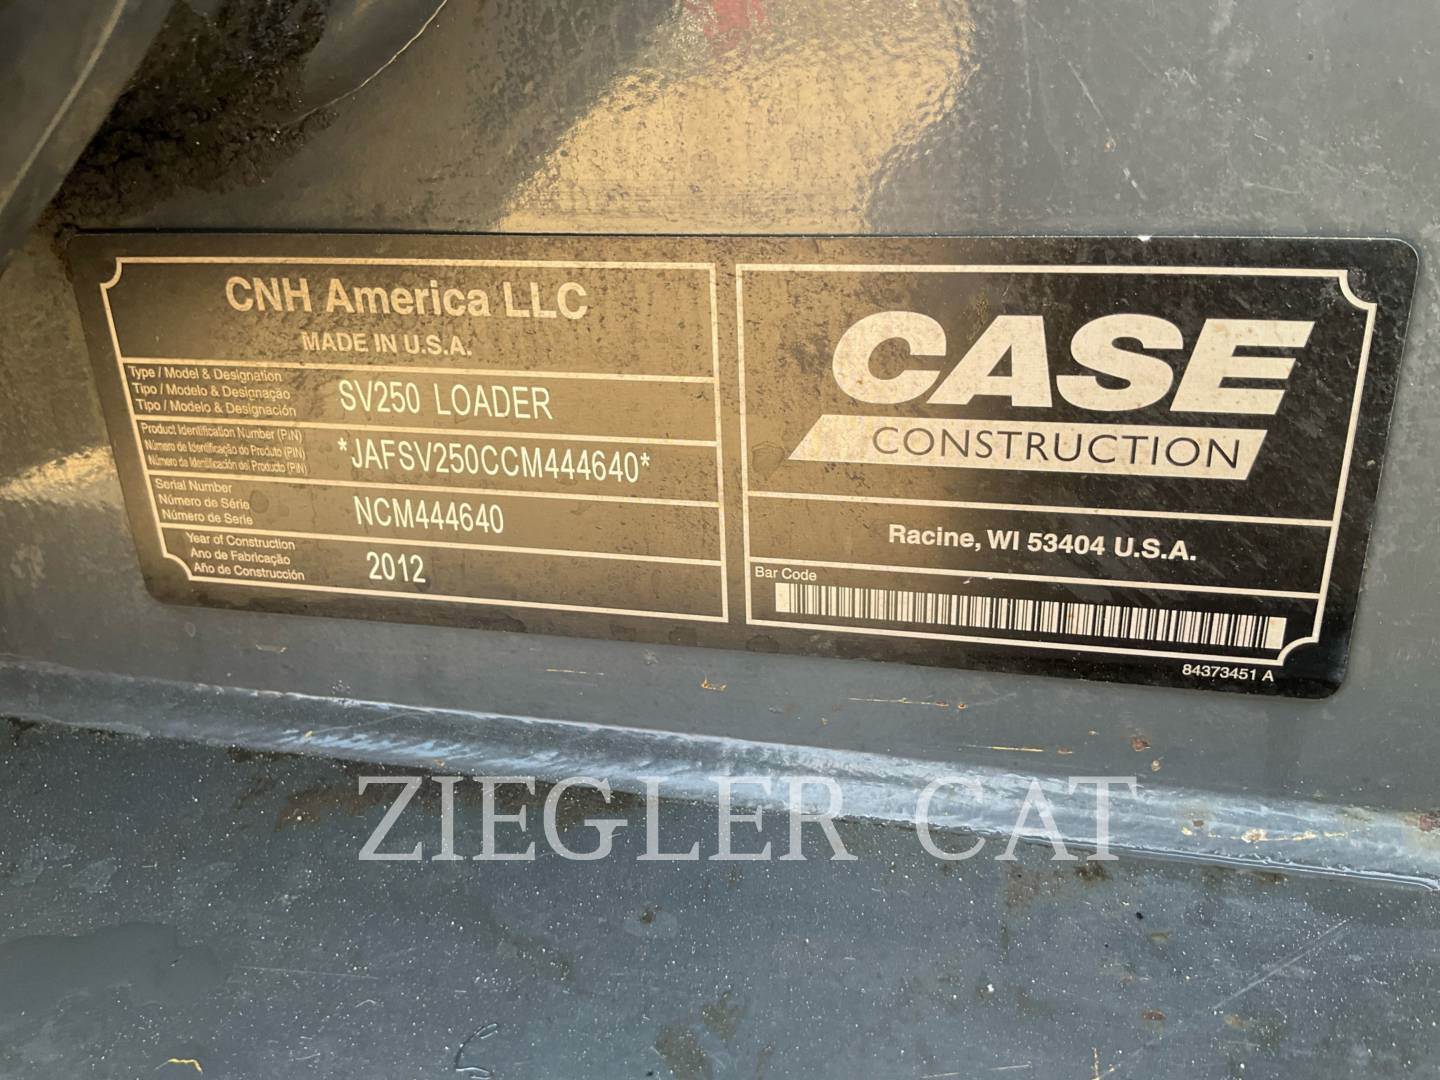 CNH America LLC
MADE IN U.S.A.
Type / Model & Designation
Tipo / Modelo & Designação
Tipo / Modelo & Designación
SV250 LOADER
Product Identification Number (PIN)
Número de Identificação do Produto (PIN)
Número de Identificación del Producto (PIN)
*JAFSV250CCM444640*
Serial Number
Número de Série
Número de Serie
NCM444640
Year of Construction
Ano de Fabricação
Año de Construcción
2012
CASE
CONSTRUCTION
Racine, WI 53404 U.S.A.
Bar Code
84373451 A
ZIEGLER CAT